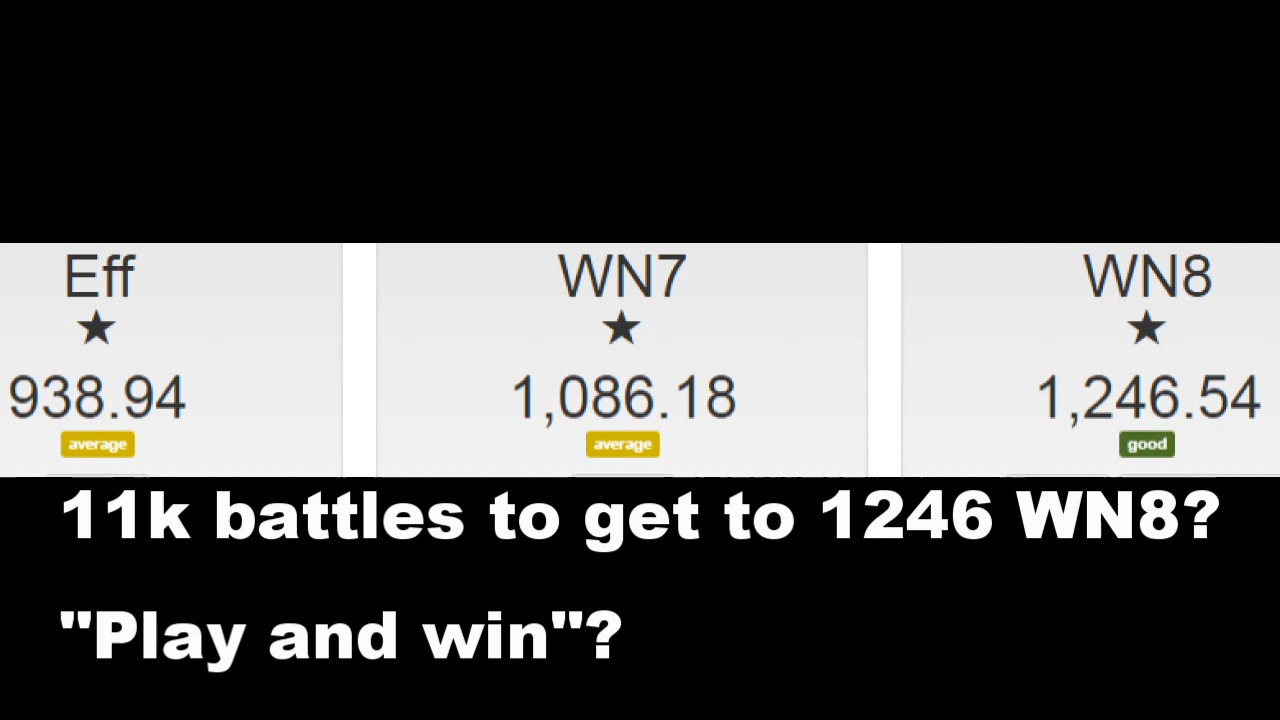 Eff WN7 WN8
★ ★ ★
938.94 1,086.18 1,246.54
average average good
11k battles to get to 1246 WN8?
"Play and win"?